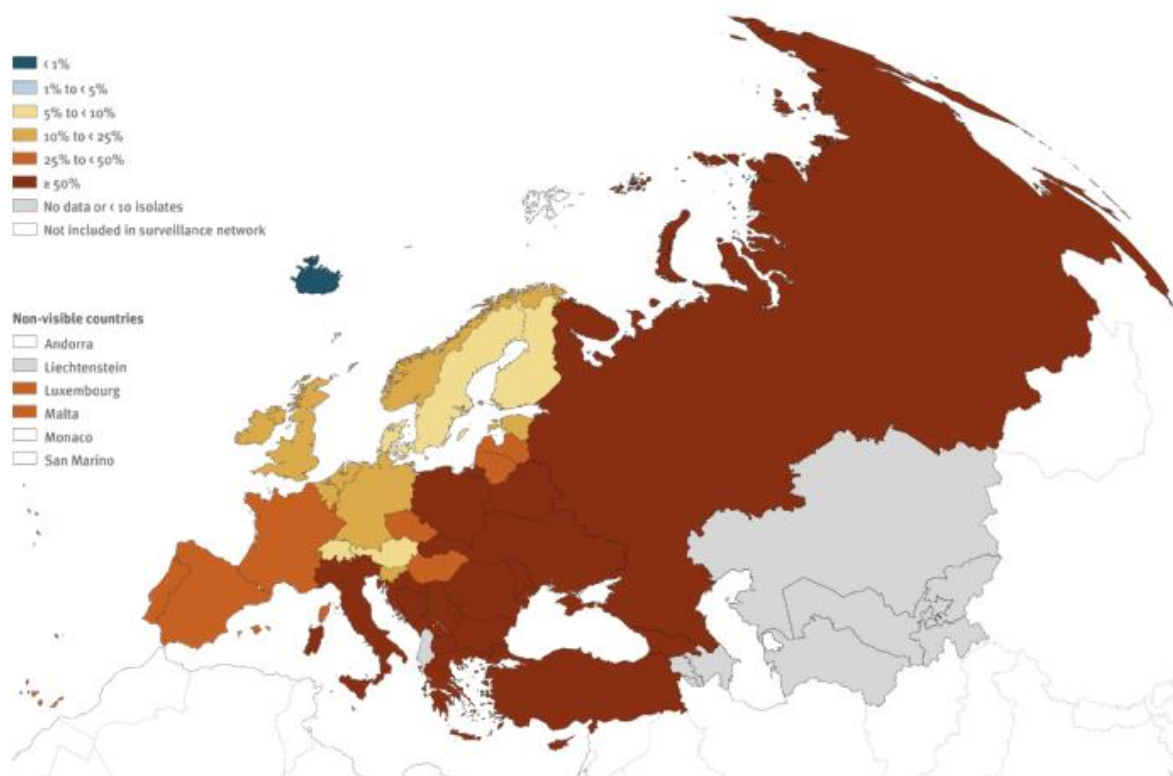 < 1%
1% to < 5%
5% to < 10%
10% to < 25%
25% to < 50%
≥ 50%
No data or < 10 isolates
Not included in surveillance network
Non-visible countries
Andorra
Liechtenstein
Luxembourg
Malta
Monaco
San Marino